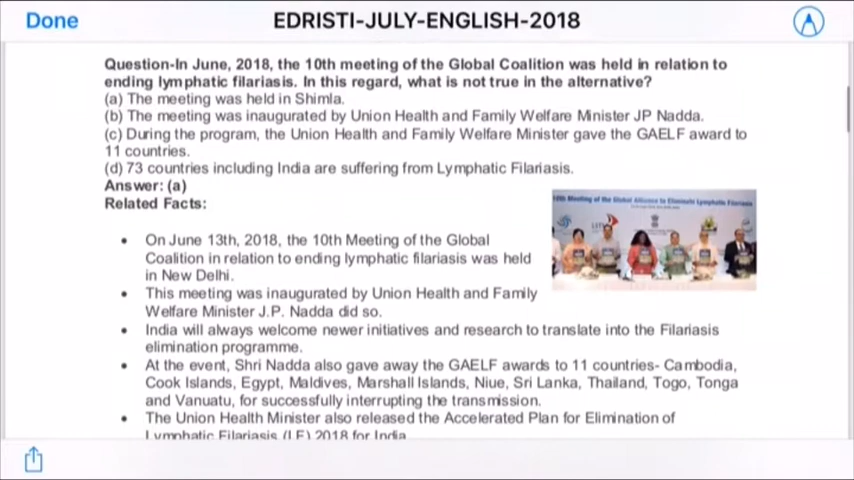 Done
EDRISTI-JULY-ENGLISH-2018
Question-In June, 2018, the 10th meeting of the Global Coalition was held in relation to
ending lymphatic filariasis. In this regard, what is not true in the alternative?
(a) The meeting was held in Shimla.
(b) The meeting was inaugurated by Union Health and Family Welfare Minister JP Nadda.
(c) During the program, the Union Health and Family Welfare Minister gave the GAELF award to
11 countries.
(d) 73 countries including India are suffering from Lymphatic Filariasis.
Answer: (a)
Related Facts:
10th Meeting of the Global Alliance to Eliminate Lymphatic Filariasis
• On June 13th, 2018, the 10th Meeting of the Global
Coalition in relation to ending lymphatic filariasis was held
in New Delhi.
• This meeting was inaugurated by Union Health and Family
Welfare Minister J.P. Nadda did so.
• India will always welcome newer initiatives and research to translate into the Filariasis
elimination programme.
• At the event, Shri Nadda also gave away the GAELF awards to 11 countries- Cambodia,
Cook Islands, Egypt, Maldives, Marshall Islands, Niue, Sri Lanka, Thailand, Togo, Tonga
and Vanuatu, for successfully interrupting the transmission.
• The Union Health Minister also released the Accelerated Plan for Elimination of
Lymphatic Filariasis (LF) 2018 for India